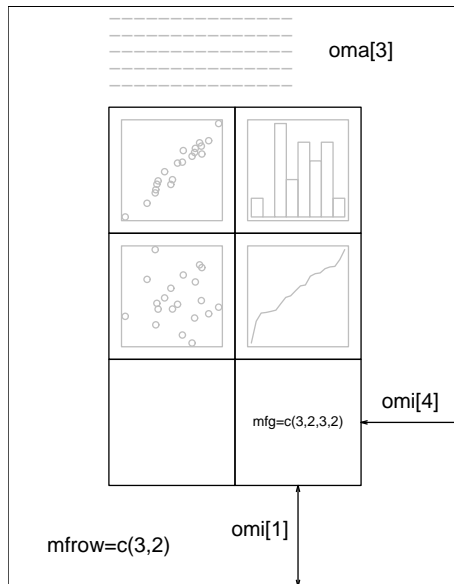 oma[3]
omi[4]
mfg=c(3,2,3,2)
omi[1]
mfrow=c(3,2)